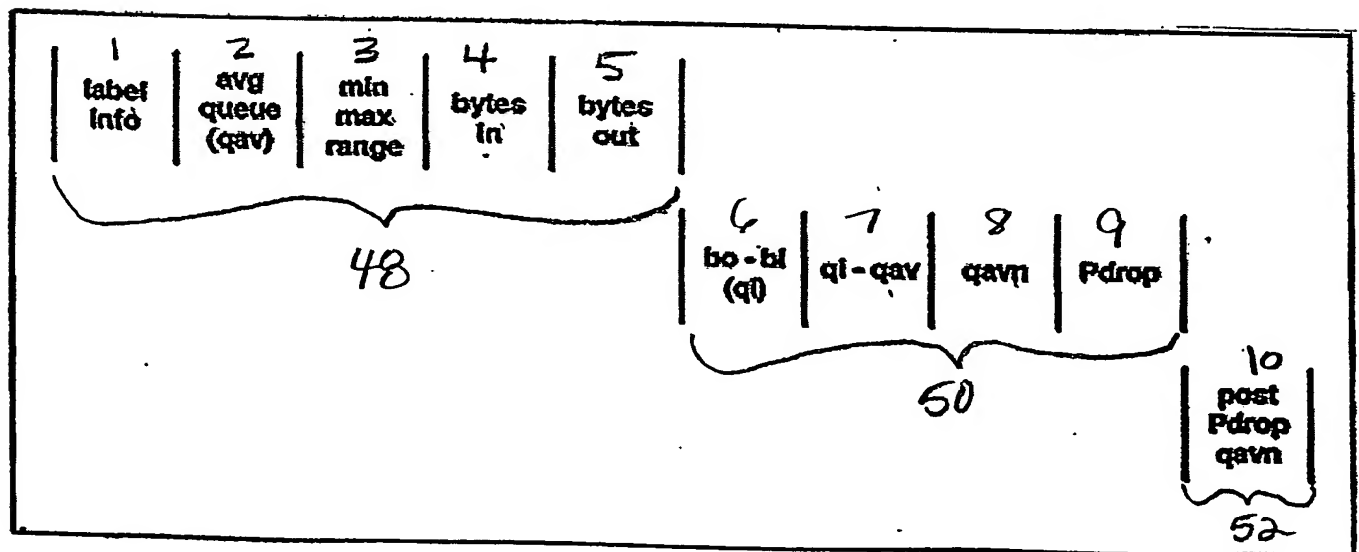 1 2 3 4 5
label avg min bytes bytes
info queue max in out
(qav) range
48
6 7 8 9
bo - bi qi - qav qavn Pdrop
(qi)
50
10
post
Pdrop
qavn
52